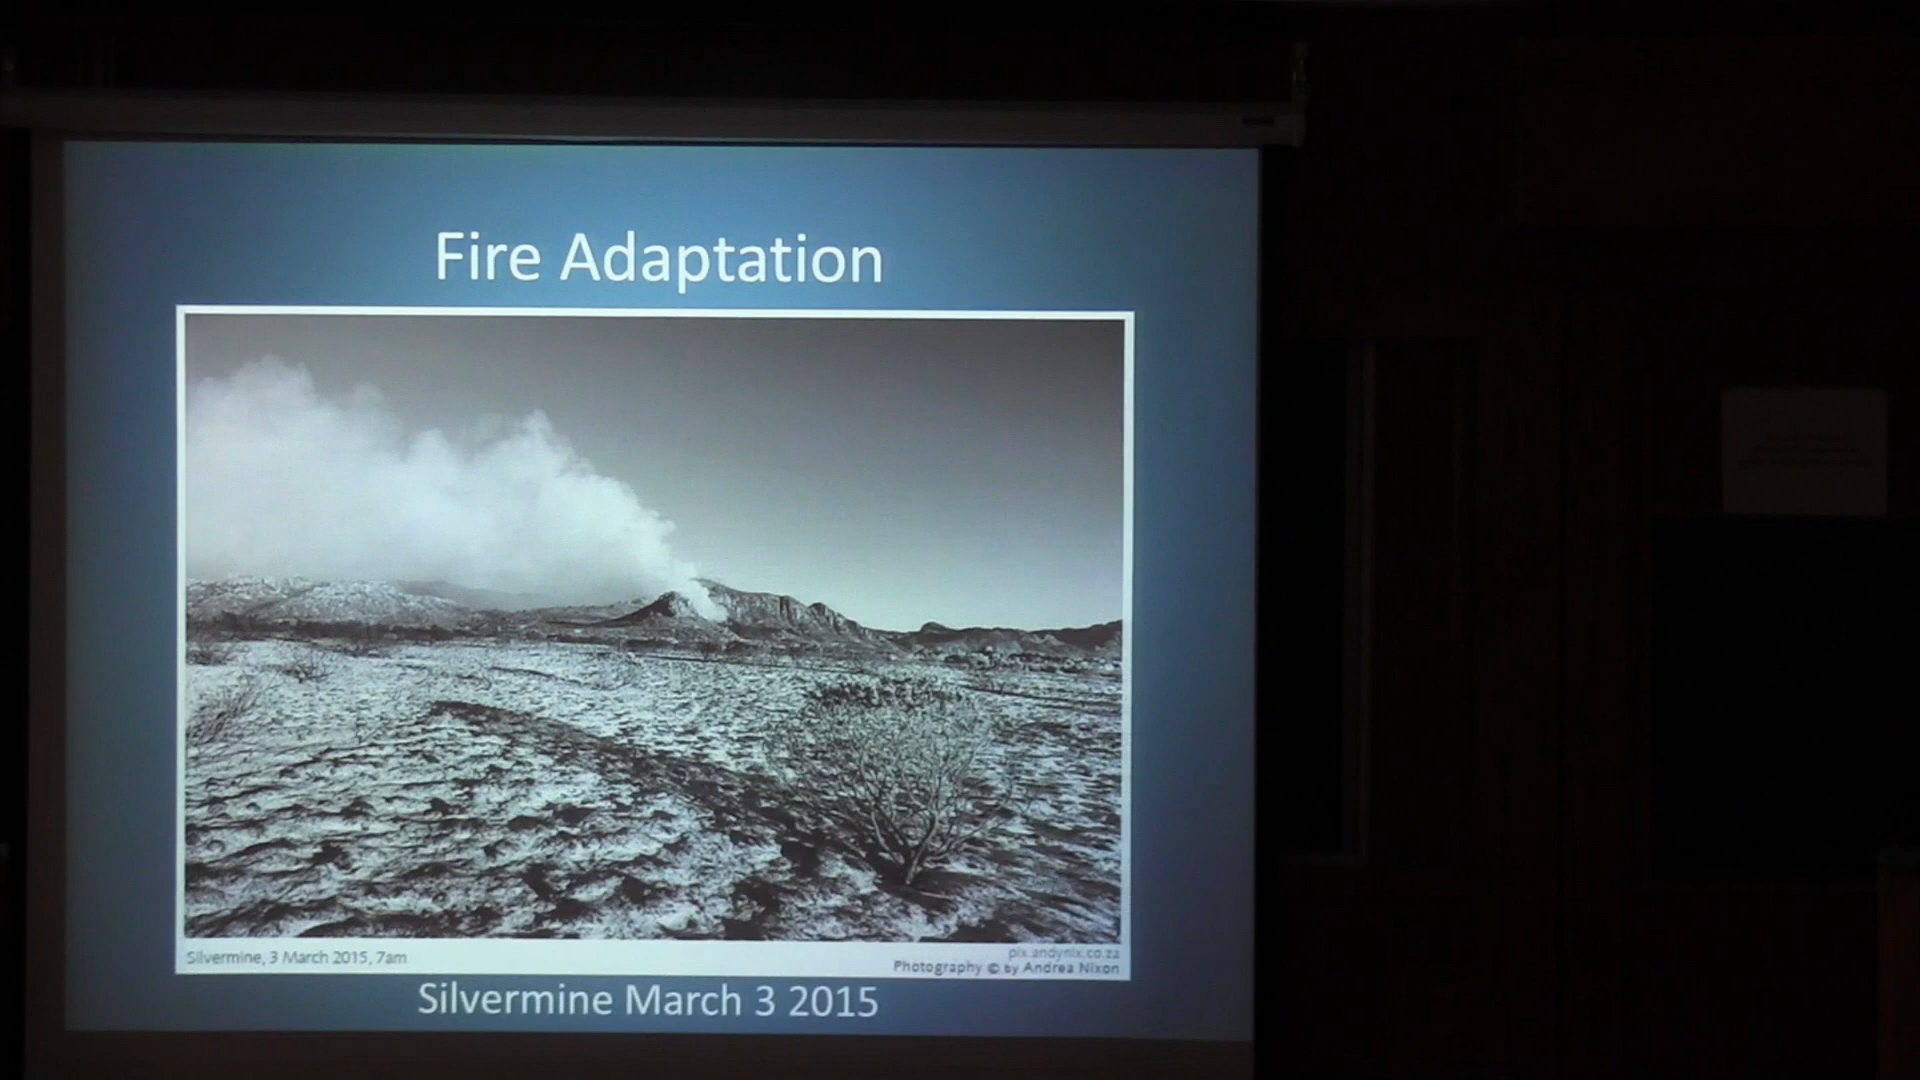 Fire Adaptation
Silvermine, 3 March 2015, 7am
pix.andynix.co.za
Photography © by Andrea Nixon
Silvermine March 3 2015